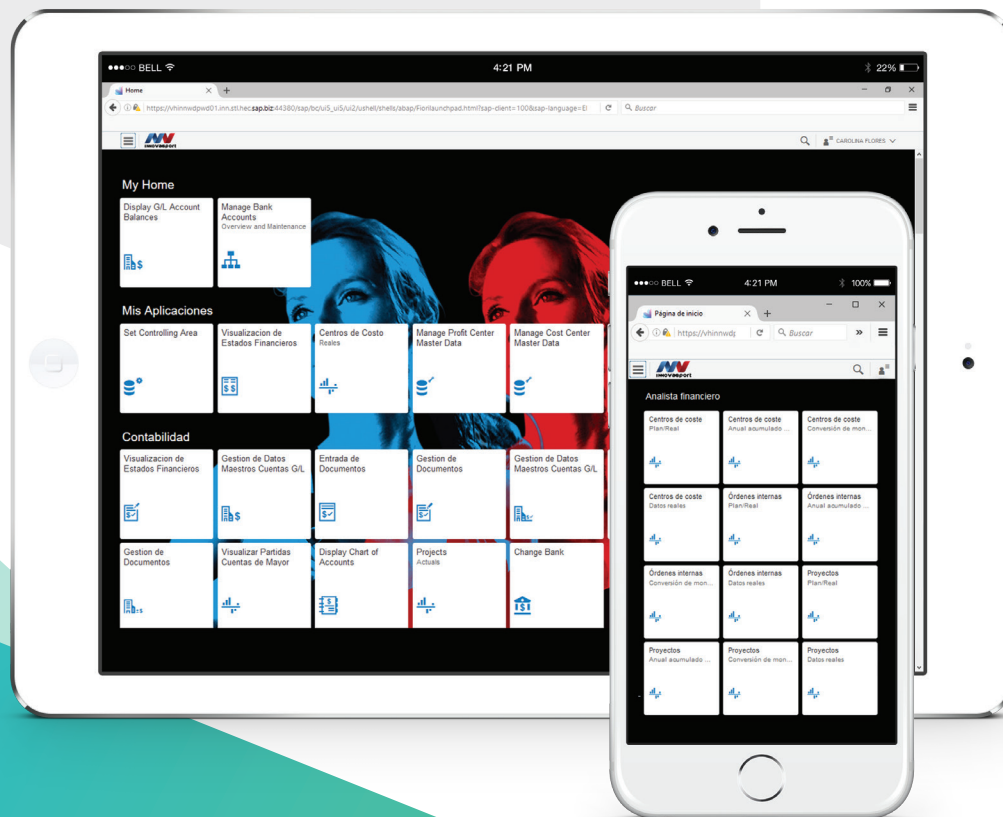 BELL
4:21 PM
22%
Home
https://vhinnwdpwd01.inn.stl.hec.sap.biz:44380/sap/bc/ui5_ui5/ui2/ushell/shells/abap/Fiorilaunchpad.html?sap-client=100&sap-language=E
Buscar
innovasport
CAROLINA FLORES
My Home
Display G/L Account
Balances
Manage Bank
Accounts
Overview and Maintenance
Mis Aplicaciones
Set Controlling Area
Visualizacion de
Estados Financieros
Centros de Costo
Reales
Manage Profit Center
Master Data
Manage Cost Center
Master Data
Contabilidad
Visualizacion de
Estados Financieros
Gestion de Datos
Maestros Cuentas G/L
Entrada de
Documentos
Gestion de
Documentos
Gestion de Datos
Maestros Cuentas G/L
Gestion de
Documentos
Visualizar Partidas
Cuentas de Mayor
Display Chart of
Accounts
Projects
Actuals
Change Bank
BELL
4:21 PM
100%
Página de inicio
https://vhinnwd
Buscar
innovasport
Analista financiero
Centros de coste
Plan/Real
Centros de coste
Anual acumulado ...
Centros de coste
Conversión de mon...
Centros de coste
Datos reales
Órdenes internas
Plan/Real
Órdenes internas
Anual acumulado ...
Órdenes internas
Conversión de mon...
Órdenes internas
Datos reales
Proyectos
Plan/Real
Proyectos
Anual acumulado ...
Proyectos
Conversión de mon...
Proyectos
Datos reales